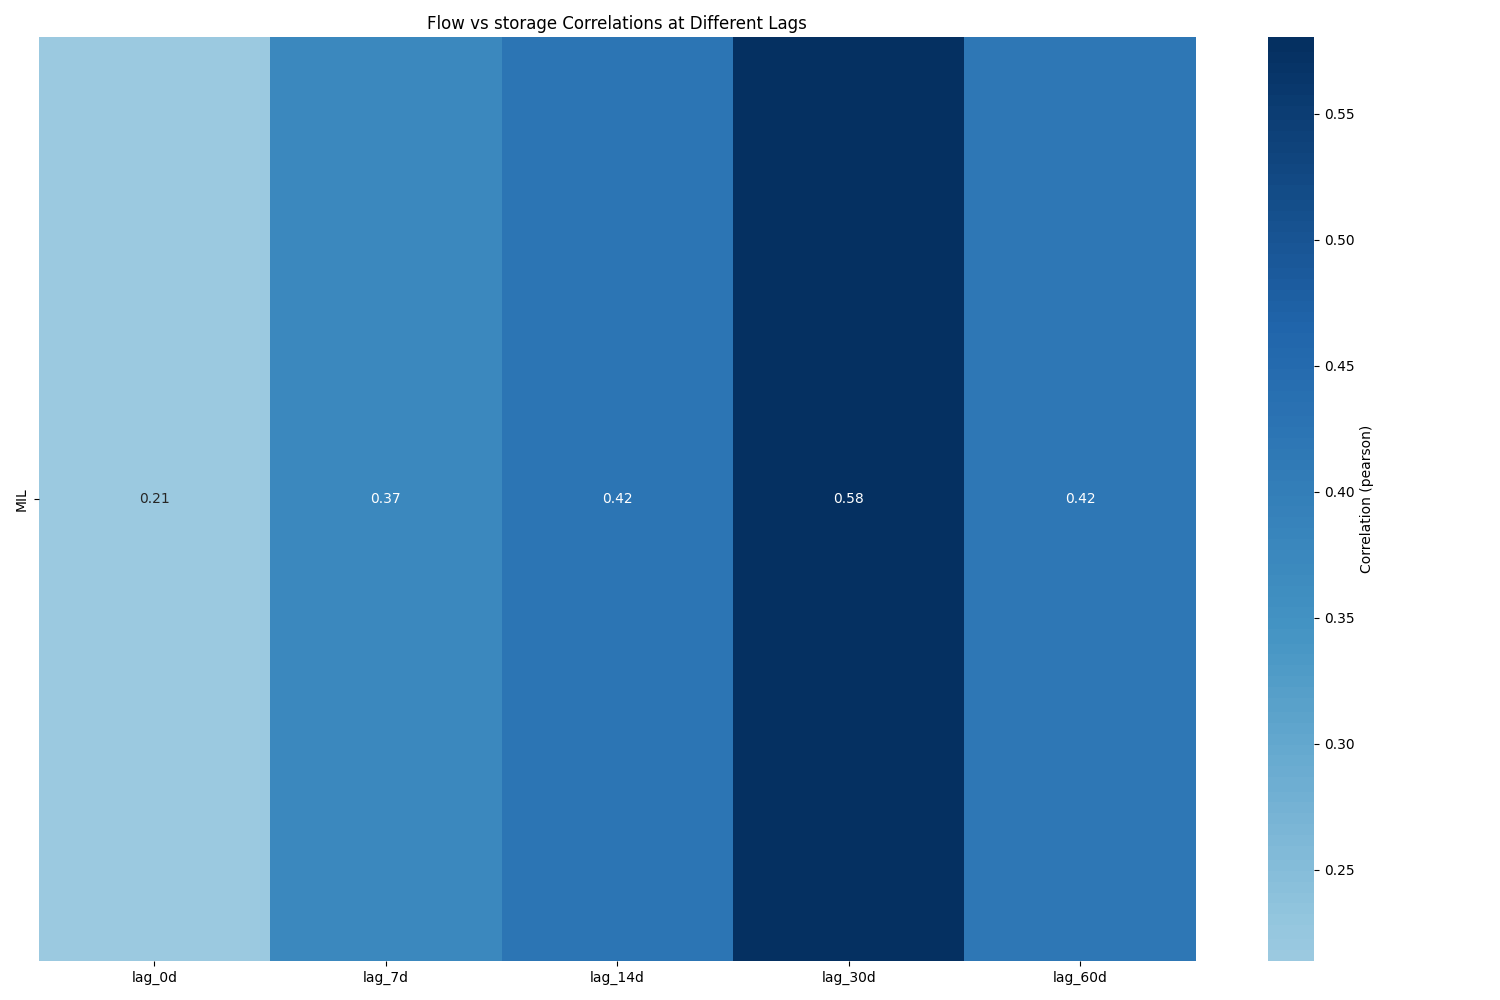 Flow vs storage Correlations at Different Lags
MIL
0.21 0.37 0.42 0.58 0.42
lag_0d lag_7d lag_14d lag_30d lag_60d
0.55
0.50
0.45
0.40
0.35
0.30
0.25
Correlation (pearson)